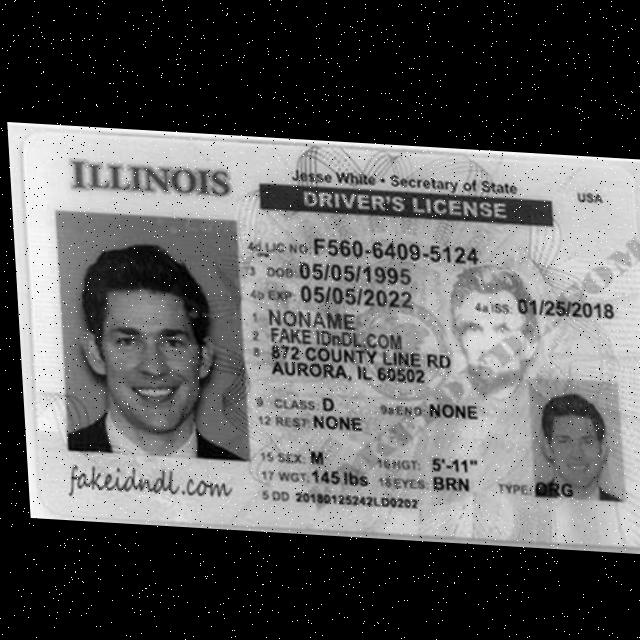 ILLINOIS
Jesse White • Secretary of State
USA
DRIVER'S LICENSE
4d LIC NO: F560-6409-5124
3 DOB: 05/05/1995
4b EXP: 05/05/2022
4a ISS: 01/25/2018
1 NONAME
2 FAKE IDnDL.COM
8 872 COUNTY LINE RD
AURORA, IL 60502
9 CLASS: D
9a END: NONE
12 REST: NONE
15 SEX: M
16 HGT: 5'-11"
17 WGT: 145 lbs
18 EYES: BRN
TYPE: ORG
5 DD 20180125242LD0202
fakeidndl.com